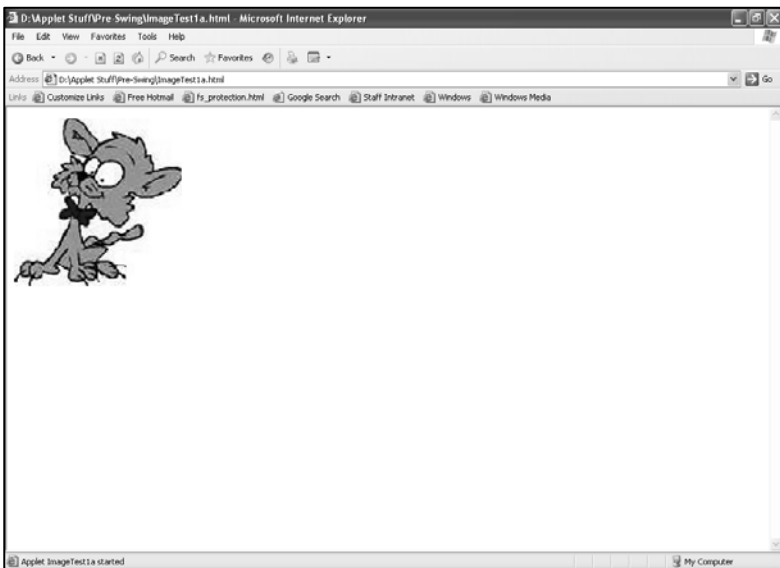 D:\Applet Stuff\Pre-Swing\ImageTest1a.html - Microsoft Internet Explorer
File Edit View Favorites Tools Help
Back Search Favorites
Address D:\Applet Stuff\Pre-Swing\ImageTest1a.html Go
Links Customize Links Free Hotmail fs_protection.html Google Search Staff Intranet Windows Windows Media
Applet ImageTest1a started My Computer